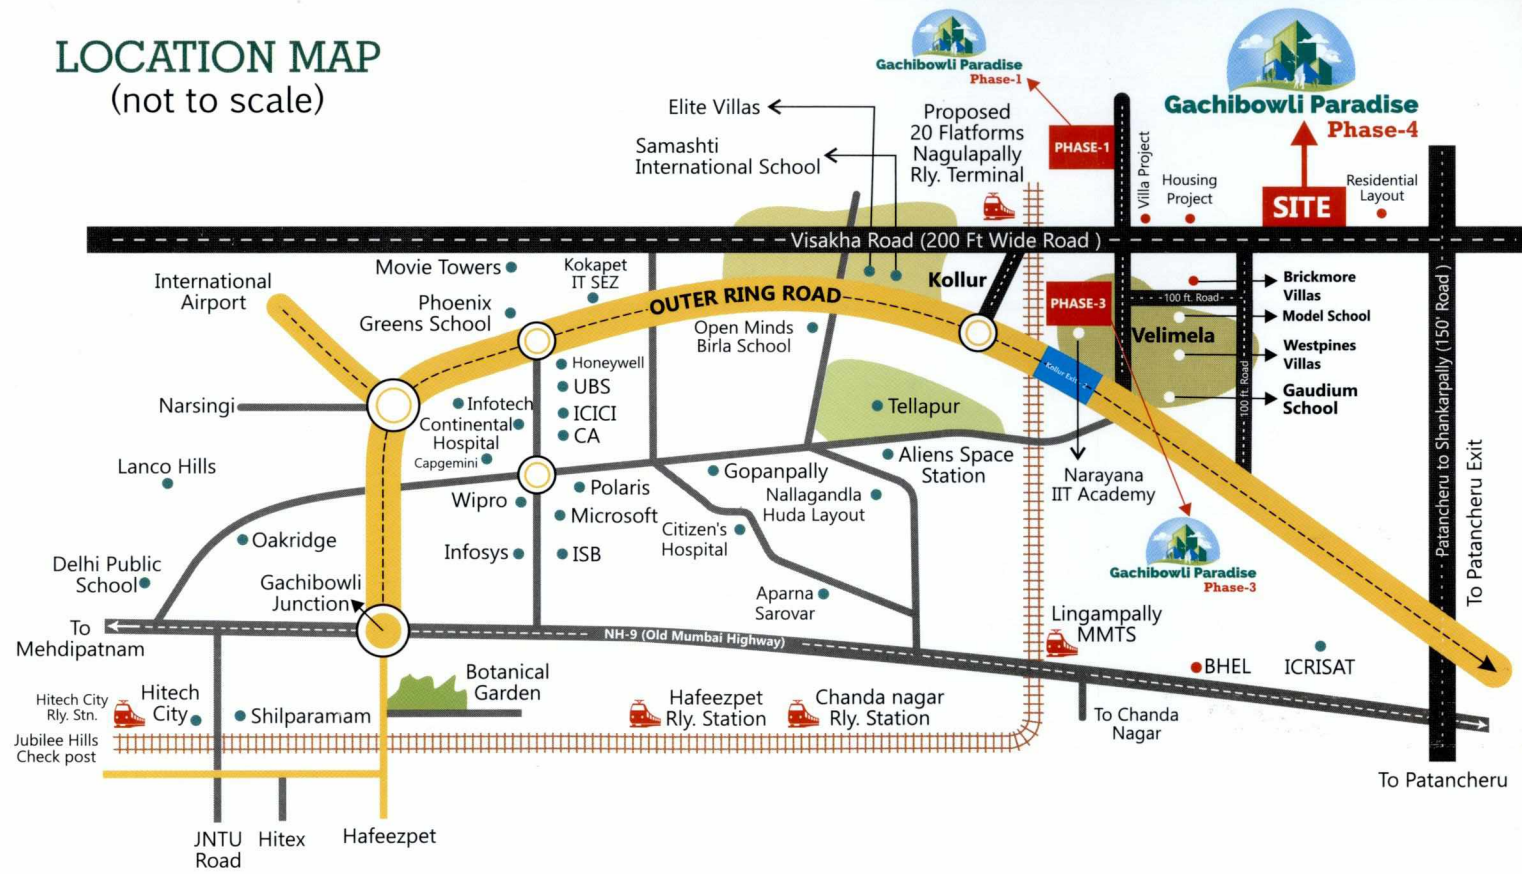 LOCATION MAP
(not to scale)
Gachibowli Paradise
Phase-1
Gachibowli Paradise
Phase-4
Elite Villas
Samashti
International School
Proposed
20 Flatforms
Nagulapally
Rly. Terminal
PHASE-1
Villa Project
Housing
Project
SITE
Residential
Layout
Visakha Road (200 Ft Wide Road )
International
Airport
Movie Towers
Kokapet
IT SEZ
Phoenix
Greens School
OUTER RING ROAD
Kollur
Open Minds
Birla School
PHASE-3
100 ft. Road
Velimela
Brickmore
Villas
Model School
Westpines
Villas
Gaudium
School
100 ft. Road
Kollur Exit - 2
Patancheru to Shankarpally (150' Road )
To Patancheru Exit
Narsingi
Honeywell
UBS
ICICI
CA
Infotech
Continental
Hospital
Capgemini
Tellapur
Lanco Hills
Wipro
Polaris
Microsoft
Gopanpally
Nallagandla
Huda Layout
Aliens Space
Station
Narayana
IIT Academy
Citizen's
Hospital
Oakridge
Infosys
ISB
Delhi Public
School
Gachibowli
Junction
Aparna
Sarovar
Gachibowli Paradise
Phase-3
To
Mehdipatnam
NH-9 (Old Mumbai Highway)
Lingampally
MMTS
BHEL
ICRISAT
Botanical
Garden
Hitech City
Rly. Stn.
Hitech
City
Shilparamam
Hafeezpet
Rly. Station
Chanda nagar
Rly. Station
To Chanda
Nagar
Jubilee Hills
Check post
To Patancheru
JNTU
Road
Hitex
Hafeezpet